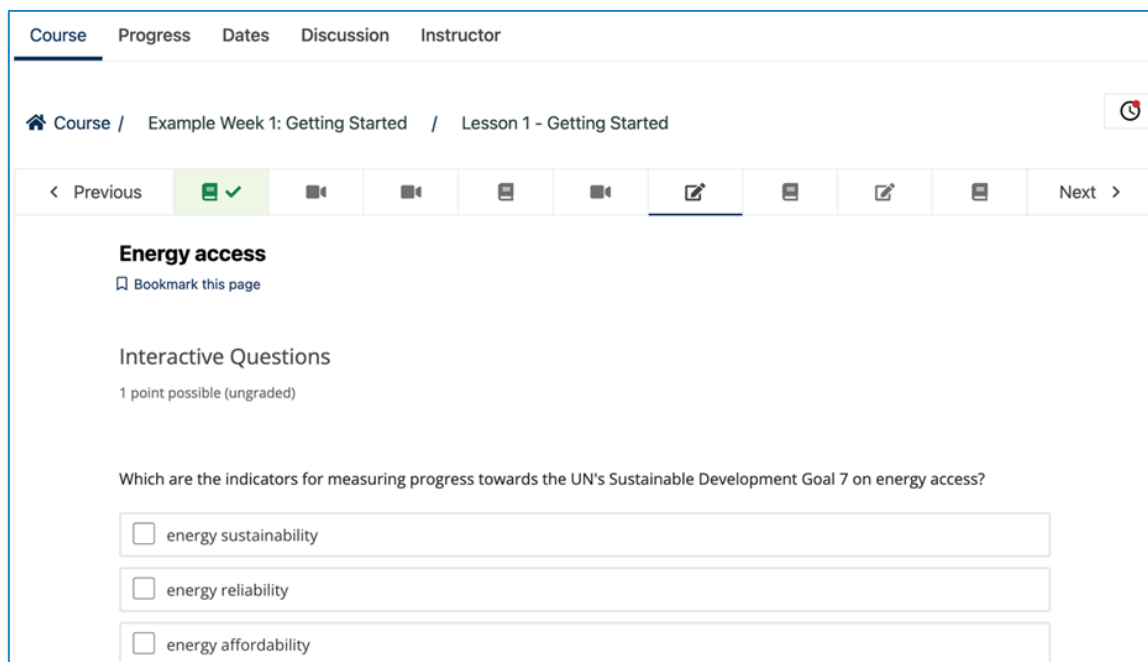 Course Progress Dates Discussion Instructor
Course / Example Week 1: Getting Started / Lesson 1 - Getting Started
< Previous Next >
Energy access
Bookmark this page
Interactive Questions
1 point possible (ungraded)
Which are the indicators for measuring progress towards the UN's Sustainable Development Goal 7 on energy access?
energy sustainability
energy reliability
energy affordability